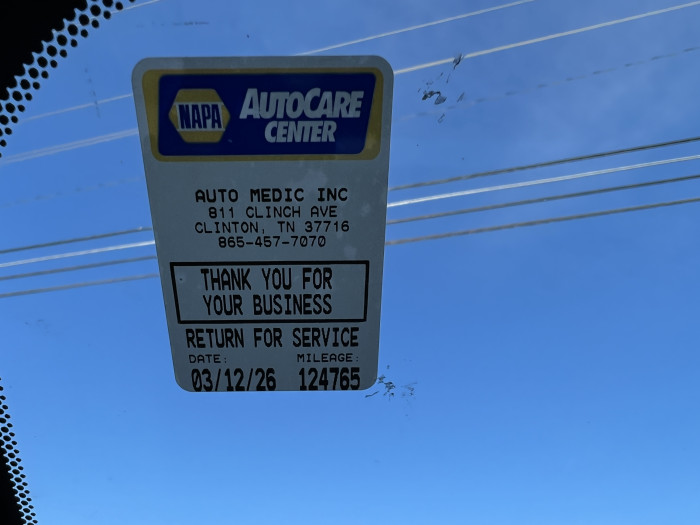 NAPA AUTOCARE
CENTER
AUTO MEDIC INC
811 CLINCH AVE
CLINTON, TN 37716
865-457-7070
THANK YOU FOR
YOUR BUSINESS
RETURN FOR SERVICE
DATE: MILEAGE:
03/12/26 124765